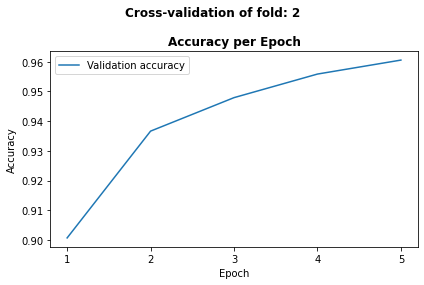 Cross-validation of fold: 2
Accuracy per Epoch
Validation accuracy
Accuracy
0.96
0.95
0.94
0.93
0.92
0.91
0.90
1 2 3 4 5
Epoch